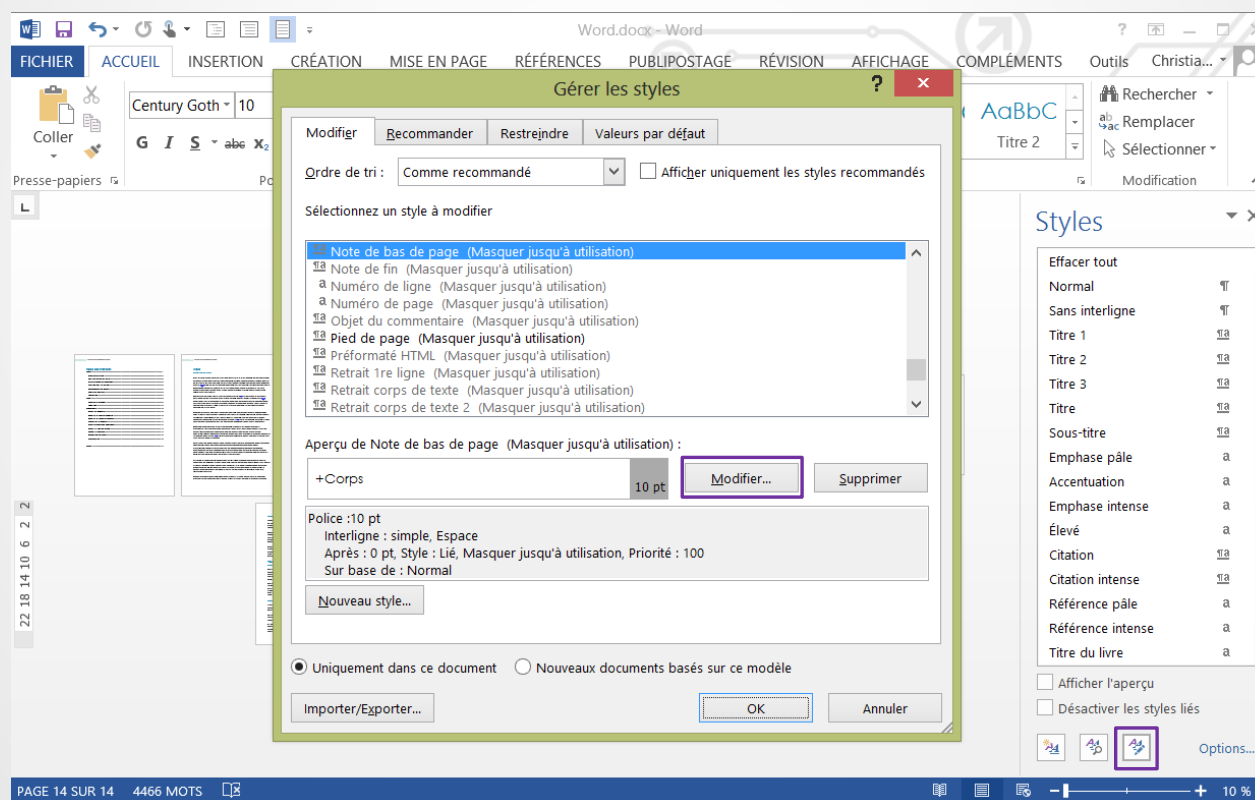 Word.docx - Word
FICHIER ACCUEIL INSERTION CRÉATION MISE EN PAGE RÉFÉRENCES PUBLIPOSTAGE RÉVISION AFFICHAGE COMPLÉMENTS Outils Christia...
Coller
Presse-papiers
Century Goth 10
G I S abc X₂
Po
AaBbC
Titre 2
Rechercher
Remplacer
Sélectionner
Modification
Gérer les styles
Modifier Recommander Restreindre Valeurs par défaut
Ordre de tri : Comme recommandé Afficher uniquement les styles recommandés
Sélectionnez un style à modifier
¶a Note de bas de page (Masquer jusqu'à utilisation)
¶a Note de fin (Masquer jusqu'à utilisation)
a Numéro de ligne (Masquer jusqu'à utilisation)
a Numéro de page (Masquer jusqu'à utilisation)
¶a Objet du commentaire (Masquer jusqu'à utilisation)
¶a Pied de page (Masquer jusqu'à utilisation)
¶a Préformaté HTML (Masquer jusqu'à utilisation)
¶a Retrait 1re ligne (Masquer jusqu'à utilisation)
¶a Retrait corps de texte (Masquer jusqu'à utilisation)
¶a Retrait corps de texte 2 (Masquer jusqu'à utilisation)
Aperçu de Note de bas de page (Masquer jusqu'à utilisation) :
+Corps 10 pt Modifier... Supprimer
Police :10 pt
Interligne : simple, Espace
Après : 0 pt, Style : Lié, Masquer jusqu'à utilisation, Priorité : 100
Sur base de : Normal
Nouveau style...
Uniquement dans ce document Nouveaux documents basés sur ce modèle
Importer/Exporter... OK Annuler
Styles
Effacer tout
Normal ¶
Sans interligne ¶
Titre 1 ¶a
Titre 2 ¶a
Titre 3 ¶a
Titre ¶a
Sous-titre ¶a
Emphase pâle a
Accentuation a
Emphase intense a
Élevé a
Citation ¶a
Citation intense ¶a
Référence pâle a
Référence intense a
Titre du livre a
Afficher l'aperçu
Désactiver les styles liés
Options...
22 18 14 10 6 2 2
PAGE 14 SUR 14 4466 MOTS 10 %